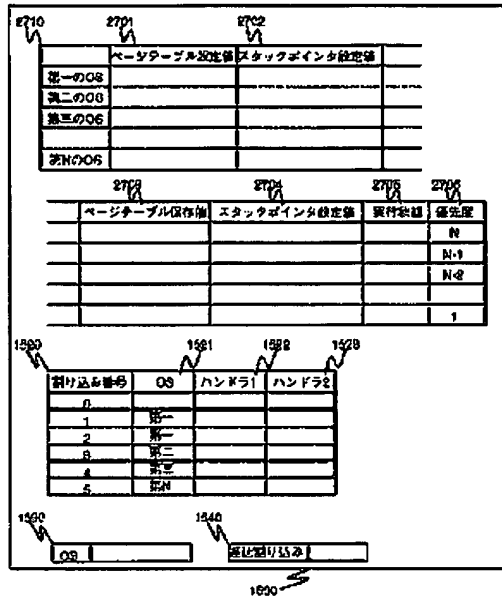 2710 2701 2702
ページテーブル設定値 スタックポインタ設定値
第一のOS
第二のOS
第三のOS
第NのOS
2703 2704 2705 2706
ページテーブル保存値 スタックポインタ設定値 実行状態 優先度
N
N-1
N-2
1
1520 1521 1522 1523
割り込み番号 OS ハンドラ1 ハンドラ2
0
1 第一
2 第一
3 第二
4 第三
5 第N
1530 1540
OS 遅延割り込み
1500